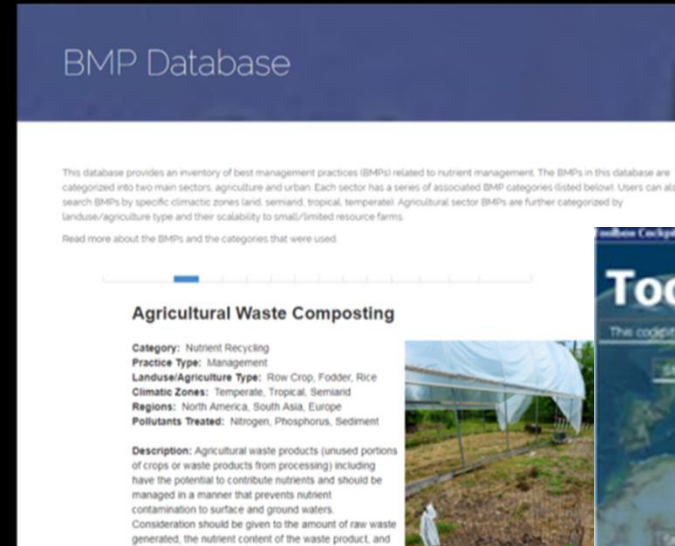 BMP Database
This database provides an inventory of best management practices (BMPs) related to nutrient management. The BMPs in this database are
categorized into two main sectors, agriculture and urban. Each sector has a series of associated BMP categories (listed below). Users can also
search BMPs by specific climactic zones (arid, semiarid, tropical, temperate). Agricultural sector BMPs are further categorized by
landuse/agriculture type and their scalability to small/limited resource farms.
Read more about the BMPs and the categories that were used.
Toolbox Cockpit
Too
This cockpit
Agricultural Waste Composting
Category: Nutrient Recycling
Practice Type: Management
Landuse/Agriculture Type: Row Crop, Fodder, Rice
Climatic Zones: Temperate, Tropical, Semiarid
Regions: North America, South Asia, Europe
Pollutants Treated: Nitrogen, Phosphorus, Sediment
Description: Agricultural waste products (unused portions
of crops or waste products from processing) including
have the potential to contribute nutrients and should be
managed in a manner that prevents nutrient
contamination to surface and ground waters.
Consideration should be given to the amount of raw waste
generated, the nutrient content of the waste product, and